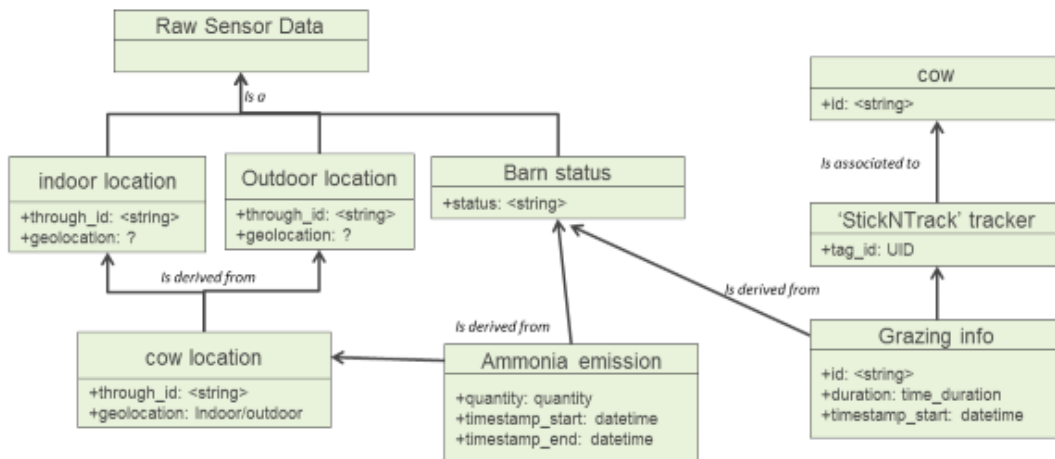 Raw Sensor Data
Is a
cow
+id: <string>
Is associated to
indoor location
+through_id: <string>
+geolocation: ?
Outdoor location
+through_id: <string>
+geolocation: ?
Barn status
+status: <string>
'StickNTrack' tracker
+tag_id: UID
Is derived from
Is derived from
Is derived from
cow location
+through_id: <string>
+geolocation: Indoor/outdoor
Ammonia emission
+quantity: quantity
+timestamp_start: datetime
+timestamp_end: datetime
Grazing info
+id: <string>
+duration: time_duration
+timestamp_start: datetime